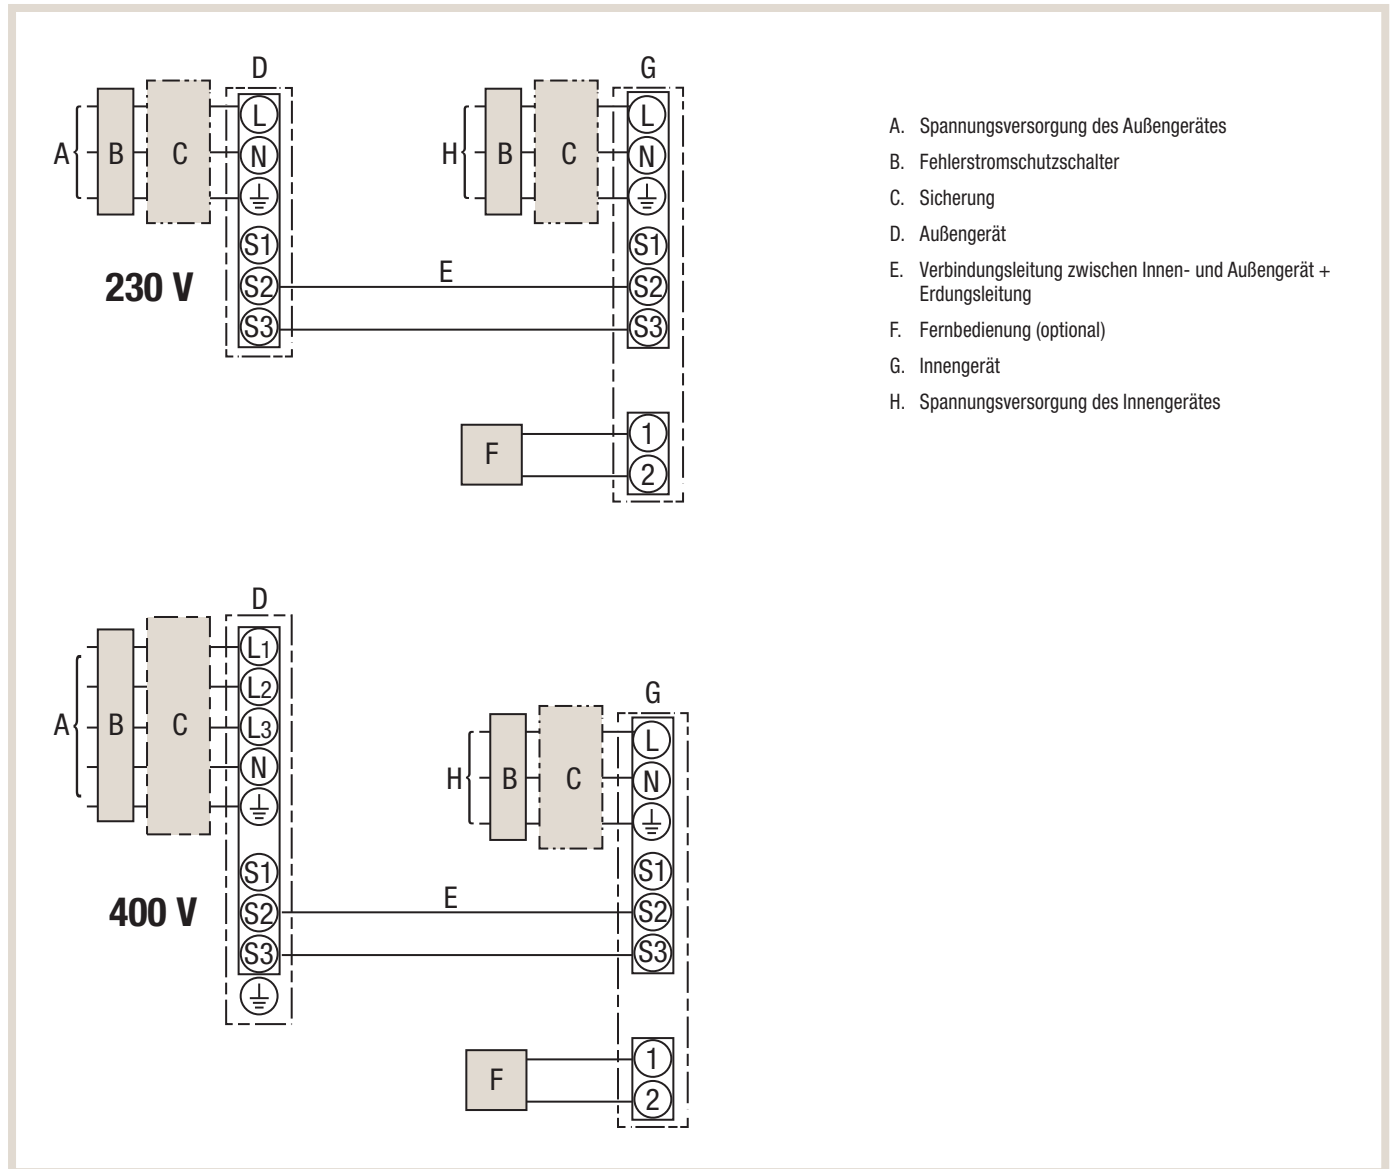 D
G
A
B
C
L
N
S1
S2
S3
H
B
C
L
N
S1
S2
S3
230 V
E
F
1
2
A. Spannungsversorgung des Außengerätes
B. Fehlerstromschutzschalter
C. Sicherung
D. Außengerät
E. Verbindungsleitung zwischen Innen- und Außengerät +
Erdungsleitung
F. Fernbedienung (optional)
G. Innengerät
H. Spannungsversorgung des Innengerätes
D
A
B
C
L1
L2
L3
N
S1
S2
S3
400 V
E
G
H
B
C
L
N
S1
S2
S3
F
1
2